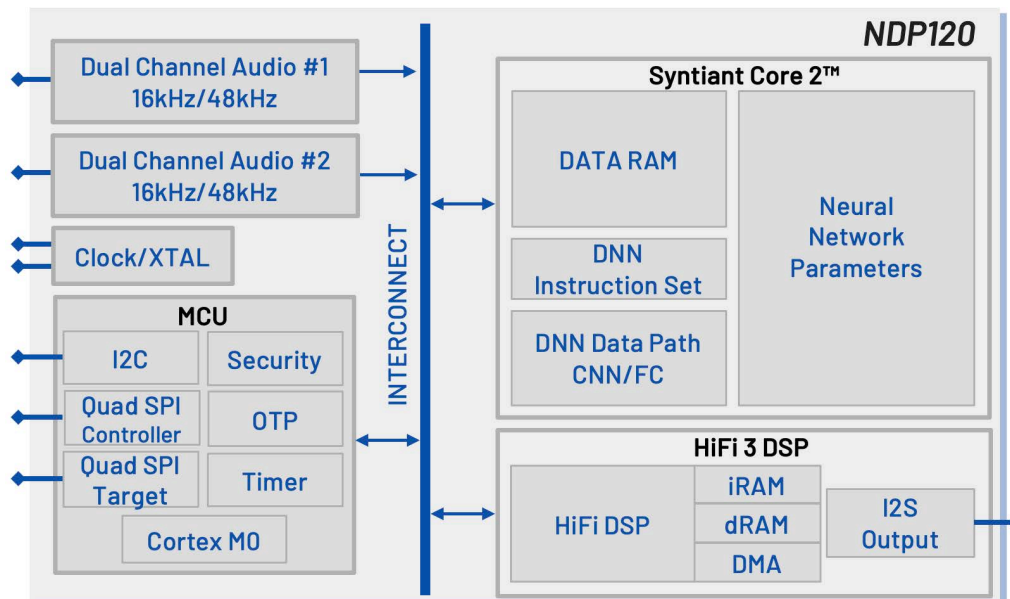 NDP120
Dual Channel Audio #1
16kHz/48kHz
Dual Channel Audio #2
16kHz/48kHz
Clock/XTAL
MCU
I2C
Security
Quad SPI
Controller
OTP
Quad SPI
Target
Timer
Cortex M0
INTERCONNECT
Syntiant Core 2™
DATA RAM
DNN
Instruction Set
DNN Data Path
CNN/FC
Neural
Network
Parameters
HiFi 3 DSP
HiFi DSP
iRAM
dRAM
DMA
I2S
Output